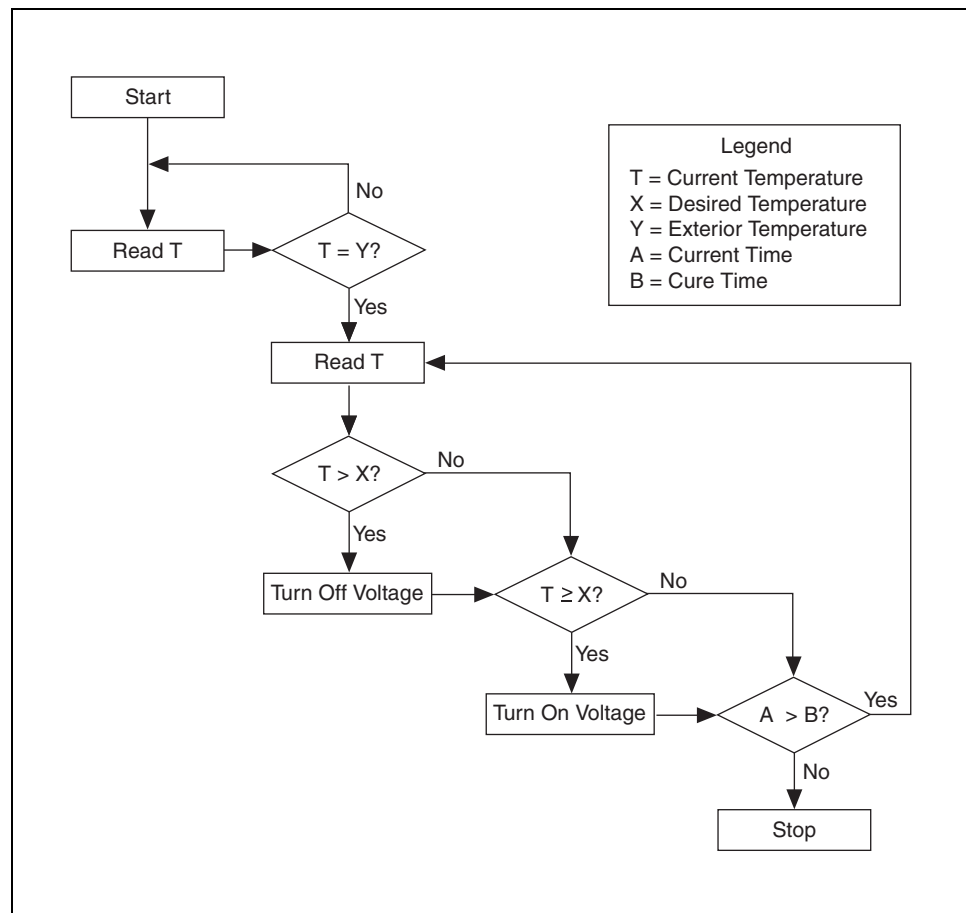 Start
Legend
T = Current Temperature
X = Desired Temperature
Y = Exterior Temperature
A = Current Time
B = Cure Time
No
Read T
T = Y?
Yes
Read T
T > X?
No
Yes
Turn Off Voltage
T ≥ X?
No
Yes
Turn On Voltage
A > B?
Yes
No
Stop